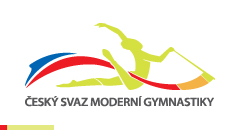 ČESKÝ SVAZ MODERNÍ GYMNASTIKY